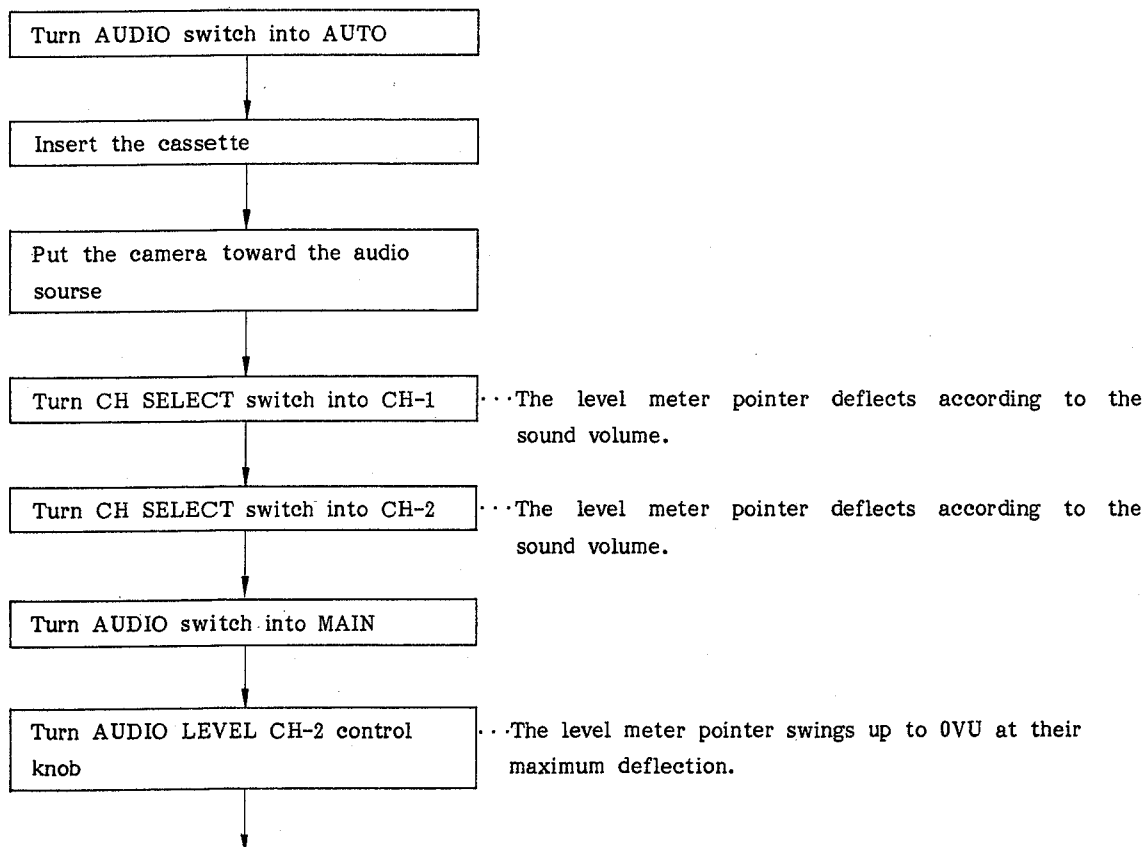 Turn AUDIO switch into AUTO
Insert the cassette
Put the camera toward the audio
sourse
Turn CH SELECT switch into CH-1 ···The level meter pointer deflects according to the
sound volume.
Turn CH SELECT switch into CH-2 ···The level meter pointer deflects according to the
sound volume.
Turn AUDIO switch into MAIN
Turn AUDIO LEVEL CH-2 control ···The level meter pointer swings up to 0VU at their
knob maximum deflection.